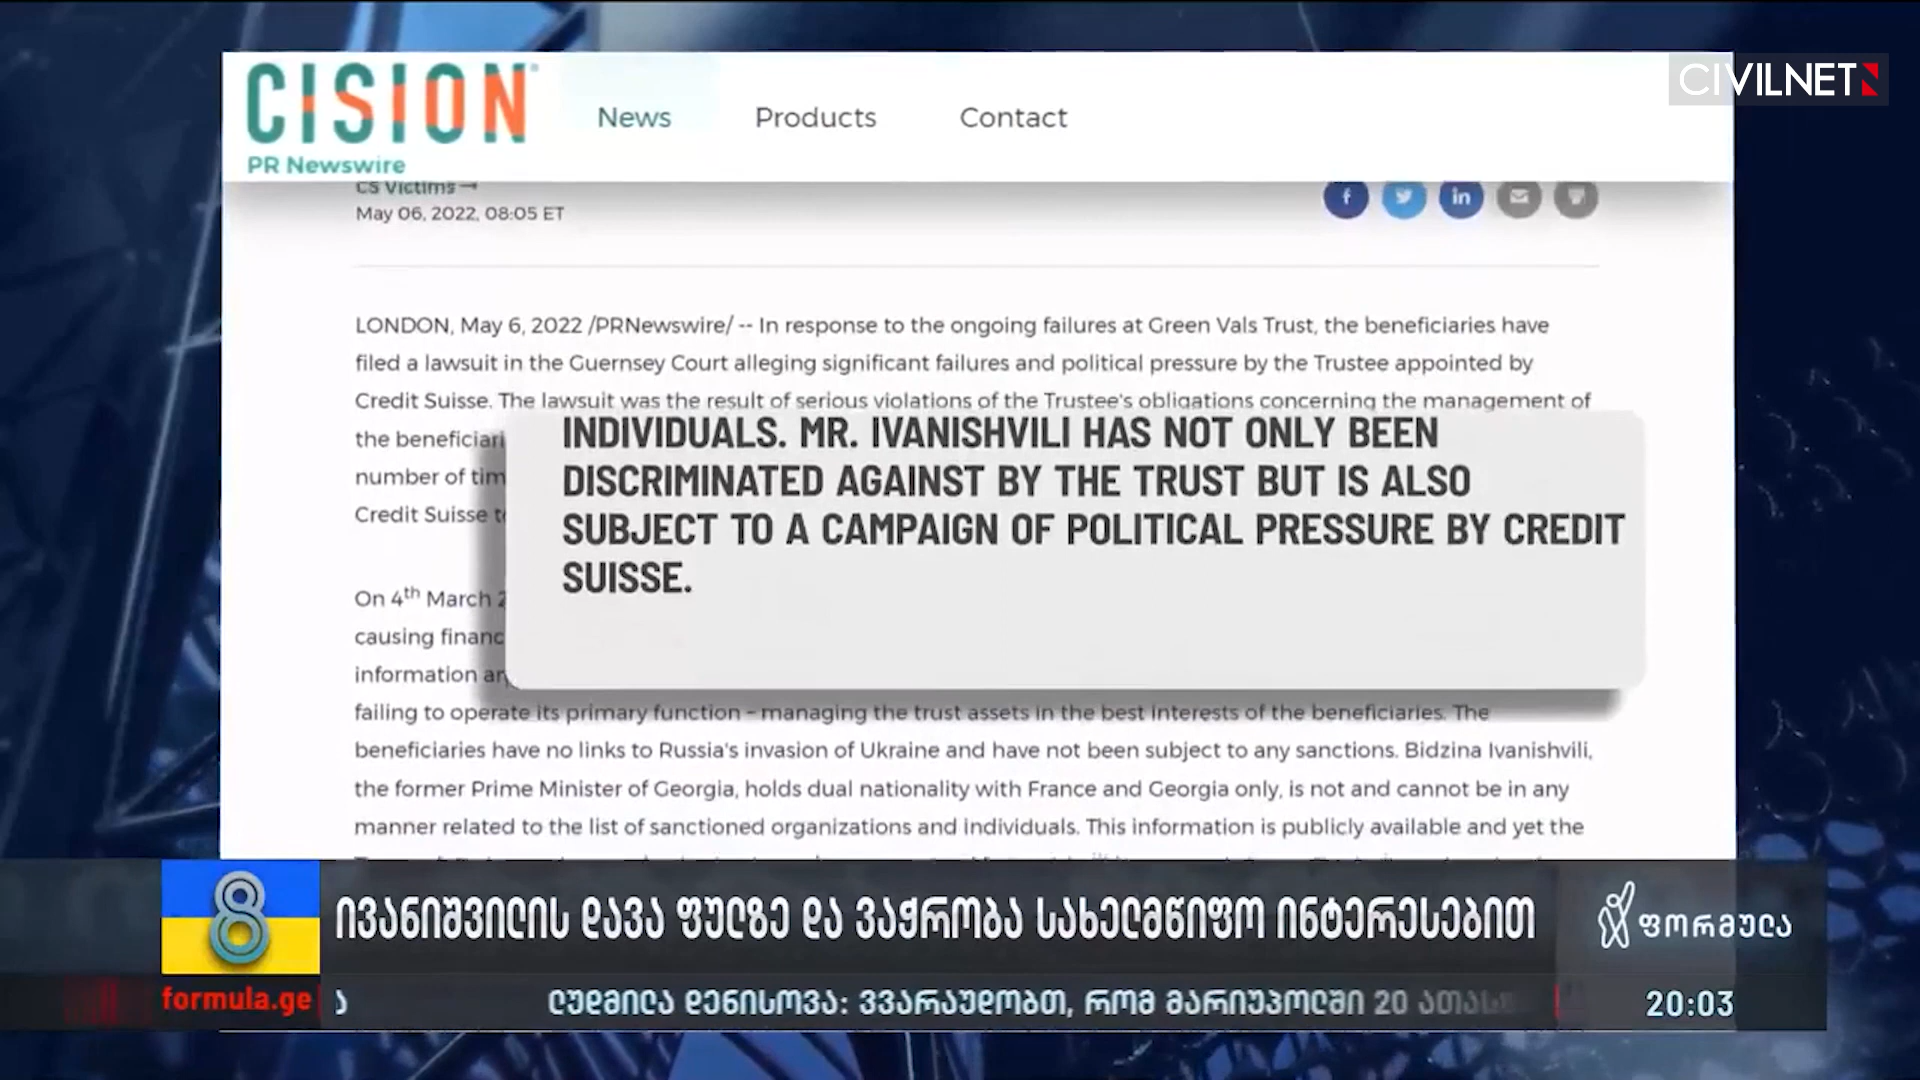 CIVILNET
CISION
PR Newswire
News
Products
Contact
CS Victims→
May 06, 2022, 08:05 ET
LONDON, May 6, 2022 /PRNewswire/ -- In response to the ongoing failures at Green Vals Trust, the beneficiaries have
filed a lawsuit in the Guernsey Court alleging significant failures and political pressure by the Trustee appointed by
Credit Suisse. The lawsuit was the result of serious violations of the Trustee's obligations concerning the management of
the beneficiari
number of tim
Credit Suisse t
INDIVIDUALS. MR. IVANISHVILI HAS NOT ONLY BEEN
DISCRIMINATED AGAINST BY THE TRUST BUT IS ALSO
SUBJECT TO A CAMPAIGN OF POLITICAL PRESSURE BY CREDIT
SUISSE.
On 4th March 2
causing financ
information an
failing to operate its primary function – managing the trust assets in the best interests of the beneficiaries. The
beneficiaries have no links to Russia's invasion of Ukraine and have not been subject to any sanctions. Bidzina Ivanishvili,
the former Prime Minister of Georgia, holds dual nationality with France and Georgia only, is not and cannot be in any
manner related to the list of sanctioned organizations and individuals. This information is publicly available and yet the
8
ივანიშვილის დავა ფულზე და ვაჭრობა სახელმწიფო ინტერესებით
ფორმულა
formula.ge
ა
ლუდმილა დენისოვა: ვვარაუდობთ, რომ მარიუპოლში 20 ათას
20:03